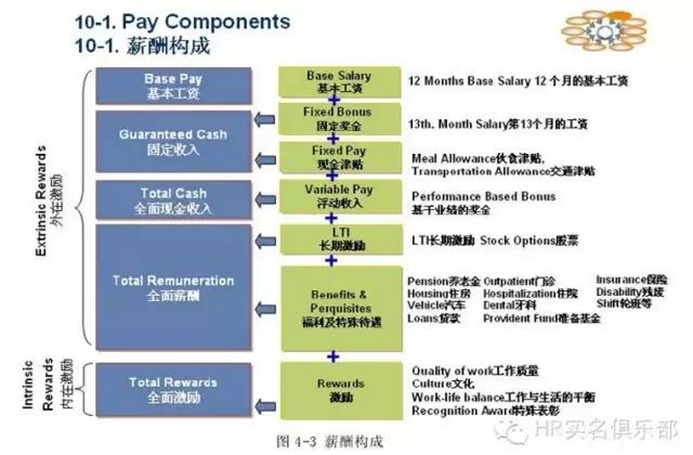 10-1. Pay Components
10-1. 薪酬构成
Extrinsic Rewards
外在激励
Base Pay
基本工资
Base Salary
基本工资
12 Months Base Salary 12 个月的基本工资
+
Guaranteed Cash
固定收入
Fixed Bonus
固定奖金
13th. Month Salary第13个月的工资
+
Fixed Pay
现金津贴
Meal Allowance伙食津贴,
Transportation Allowance交通津贴
+
Total Cash
全面现金收入
Variable Pay
浮动收入
Performance Based Bonus
基于业绩的奖金
+
LTI
长期激励
LTI长期激励 Stock Options股票
+
Total Remuneration
全面薪酬
Benefits &
Perquisites
福利及特殊待遇
Pension养老金 Outpatient门诊 Insurance保险
Housing住房 Hospitalization住院 Disability残废
Vehicle汽车 Dental牙科 Shift轮班等
Loans贷款 Provident Fund准备基金
+
Intrinsic
Rewards
内在激励
Total Rewards
全面激励
Rewards
激励
Quality of work工作质量
Culture文化
Work-life balance工作与生活的平衡
Recognition Award特殊表彰
图 4-3 薪酬构成
HR实名俱乐部